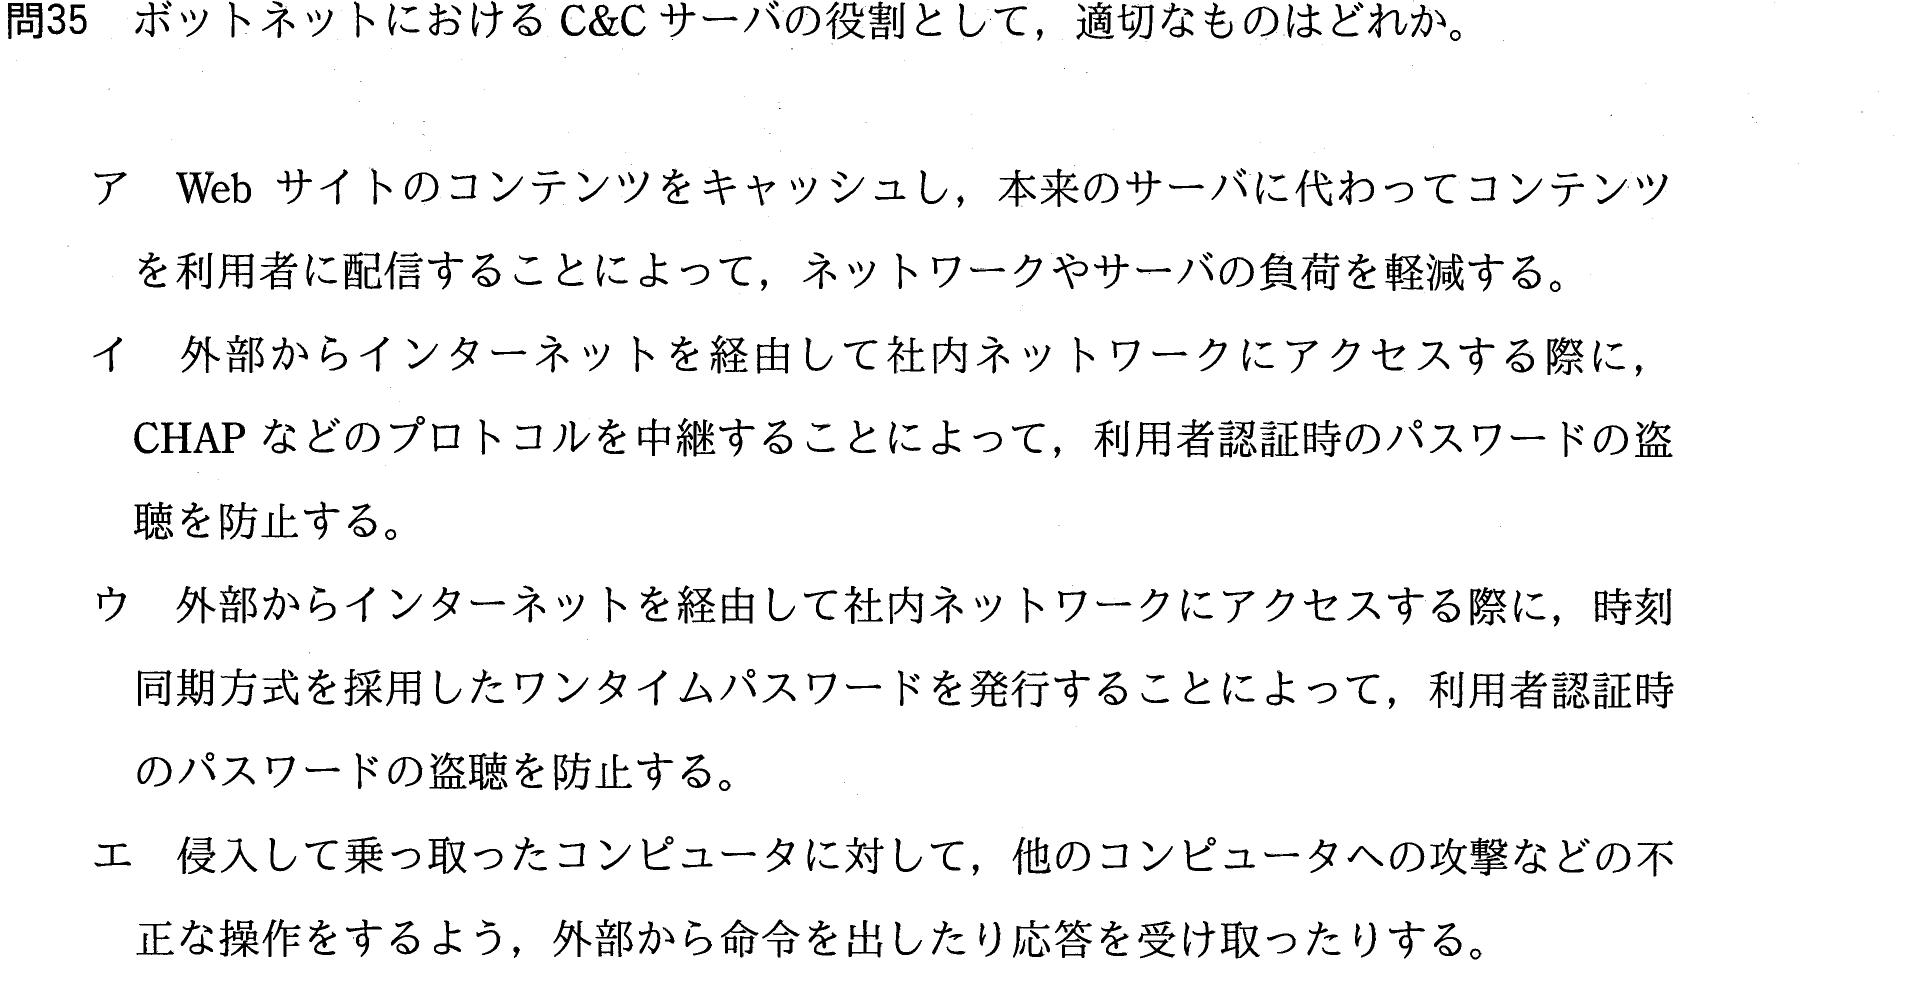 問35 ボットネットにおける C&C サーバの役割として，適切なものはどれか。
ア Web サイトのコンテンツをキャッシュし，本来のサーバに代わってコンテンツ
を利用者に配信することによって，ネットワークやサーバの負荷を軽減する。
イ 外部からインターネットを経由して社内ネットワークにアクセスする際に，
CHAP などのプロトコルを中継することによって，利用者認証時のパスワードの盗
聴を防止する。
ウ 外部からインターネットを経由して社内ネットワークにアクセスする際に，時刻
同期方式を採用したワンタイムパスワードを発行することによって，利用者認証時
のパスワードの盗聴を防止する。
エ 侵入して乗っ取ったコンピュータに対して，他のコンピュータへの攻撃などの不
正な操作をするよう，外部から命令を出したり応答を受け取ったりする。